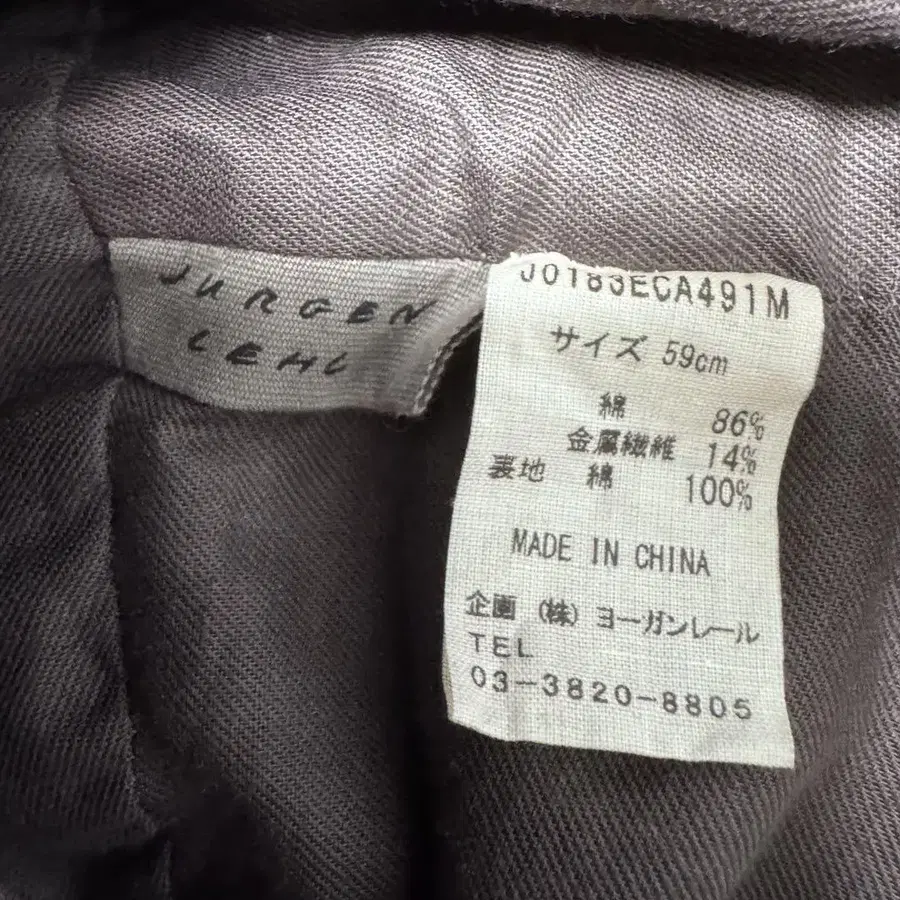 JURGEN
LEHL
J0183ECA491M
サイズ 59cm
綿 86%
金属繊維 14%
裏地 綿 100%
MADE IN CHINA
企画 (株) ヨーガンレール
TEL
03-3820-8805